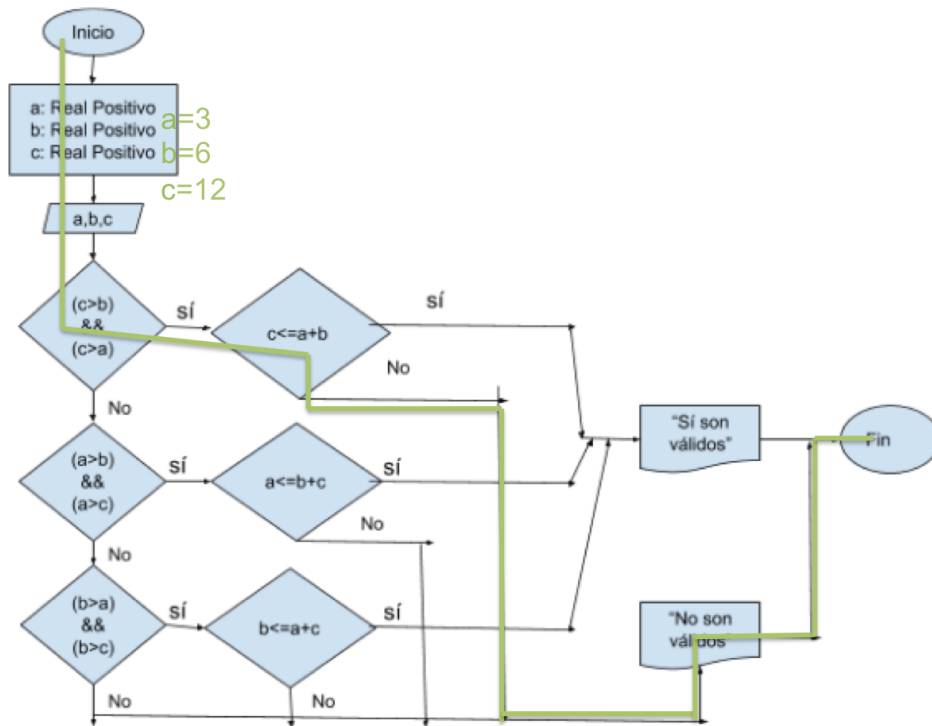 Inicio
a: Real Positivo
b: Real Positivo
c: Real Positivo
a=3
b=6
c=12
a,b,c
(c>b)
&&
(c>a)
sí
c<=a+b
sí
No
No
(a>b)
&&
(a>c)
sí
a<=b+c
sí
No
No
(b>a)
&&
(b>c)
sí
b<=a+c
sí
No
No
“Sí son
válidos”
Fin
“No son
válidos”